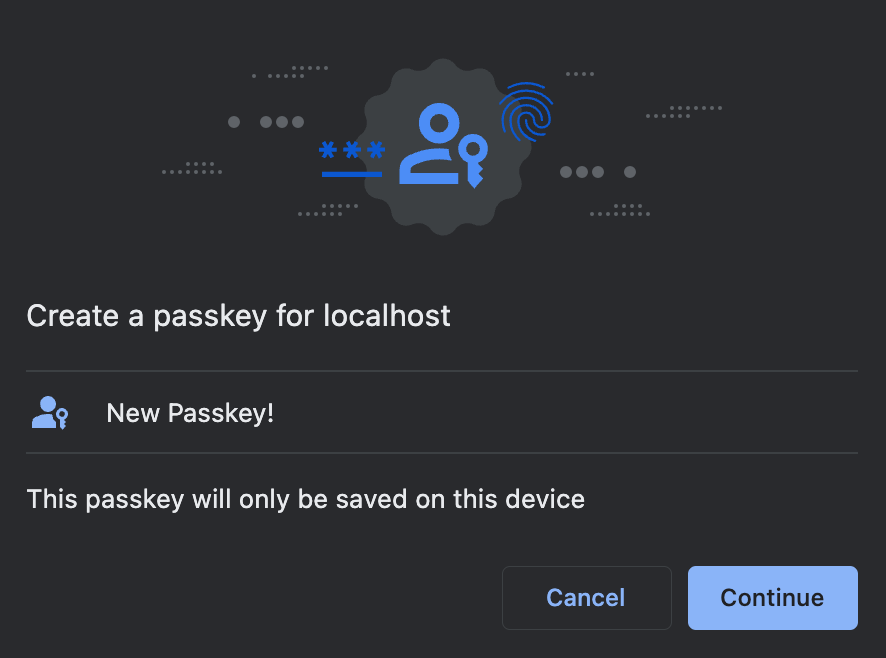 ***
Create a passkey for localhost
New Passkey!
This passkey will only be saved on this device
Cancel
Continue